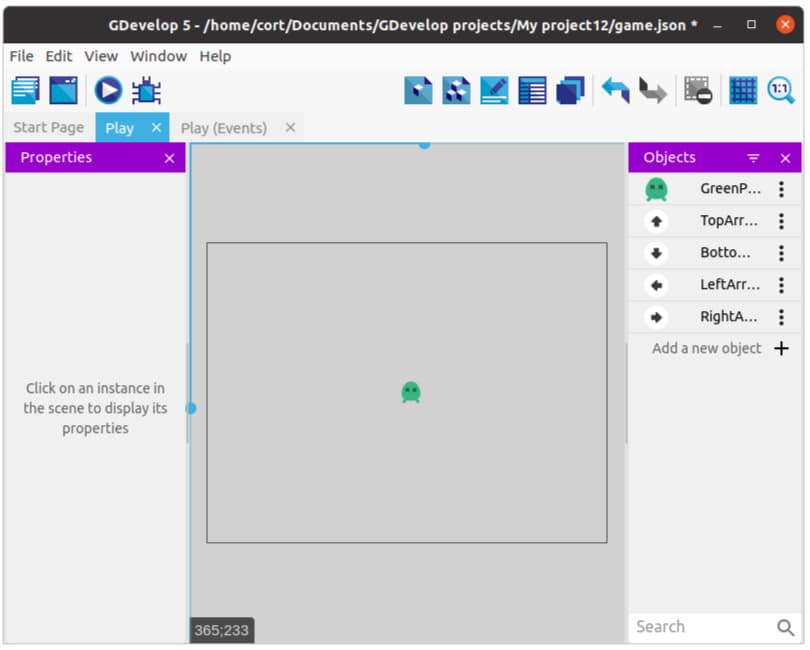 GDevelop 5 - /home/cort/Documents/GDevelop projects/My project12/game.json *
File Edit View Window Help
1:1
Start Page Play Play (Events)
Properties
Click on an instance in
the scene to display its
properties
365;233
Objects
GreenP...
TopArr...
Botto...
LeftArr...
RightA...
Add a new object
Search